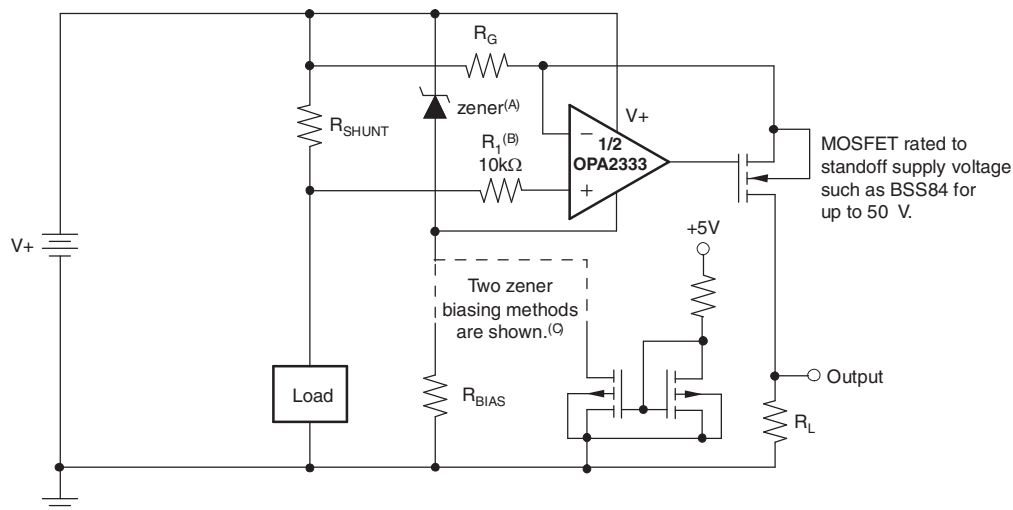 R_G
zener(A)
V+
R_SHUNT
R_1(B)
10kΩ
−
1/2
OPA2333
+
MOSFET rated to
standoff supply voltage
such as BSS84 for
up to 50 V.
V+
+5V
Two zener
biasing methods
are shown.(C)
Load
R_BIAS
Output
R_L